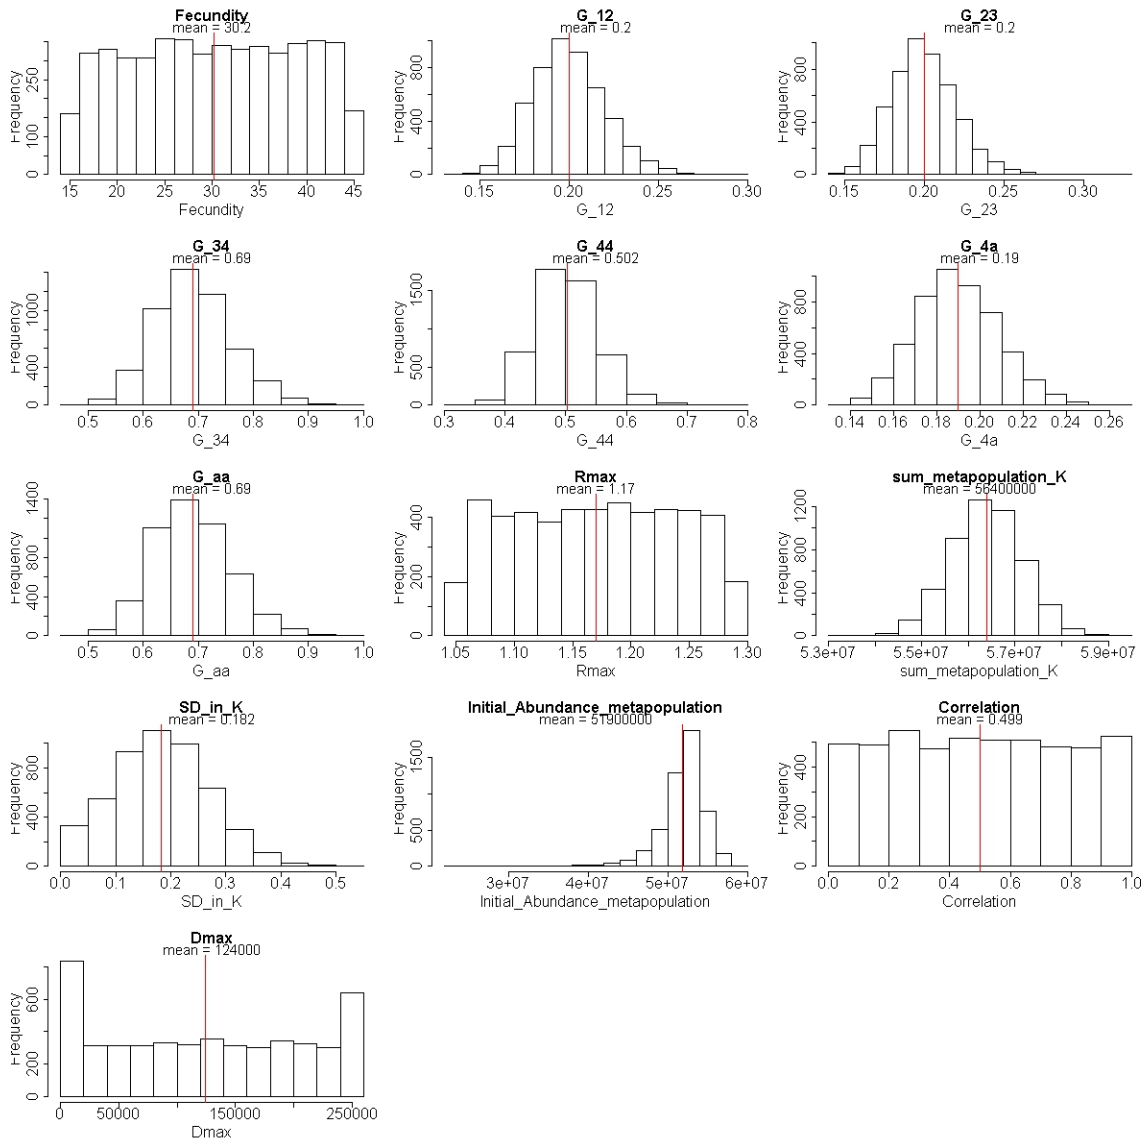 Fecundity
mean = 30.2
Frequency
0 100 250
15 20 25 30 35 40 45
Fecundity
G_12
mean = 0.2
Frequency
0 400 800
0.15 0.20 0.25 0.30
G_12
G_23
mean = 0.2
Frequency
0 400 800
0.15 0.20 0.30
G_23
G_34
mean = 0.69
Frequency
0 400 1000
0.5 0.6 0.7 0.8 0.9 1.0
G_34
G_44
mean = 0.502
Frequency
0 500 1500
0.3 0.4 0.5 0.6 0.7 0.8
G_44
G_4a
mean = 0.19
Frequency
0 400 800
0.14 0.16 0.18 0.20 0.22 0.24 0.26
G_4a
G_aa
mean = 0.69
Frequency
0 400 800 1400
0.5 0.6 0.7 0.8 0.9 1.0
G_aa
Rmax
mean = 1.17
Frequency
0 200 400
1.05 1.10 1.15 1.20 1.25 1.30
Rmax
sum_metapopulation_K
mean = 56400000
Frequency
0 400 800 1200
5.3e+07 5.5e+07 5.7e+07 5.9e+07
sum_metapopulation_K
SD_in_K
mean = 0.182
Frequency
0 400 800
0.0 0.1 0.2 0.3 0.4 0.5
SD_in_K
Initial_Abundance_metapopulation
mean = 51900000
Frequency
0 500 1500
3e+07 4e+07 5e+07 6e+07
Initial_Abundance_metapopulation
Correlation
mean = 0.499
Frequency
0 200 400
0.0 0.2 0.4 0.6 0.8 1.0
Correlation
Dmax
mean = 124000
Frequency
0 200 600
0 50000 150000 250000
Dmax